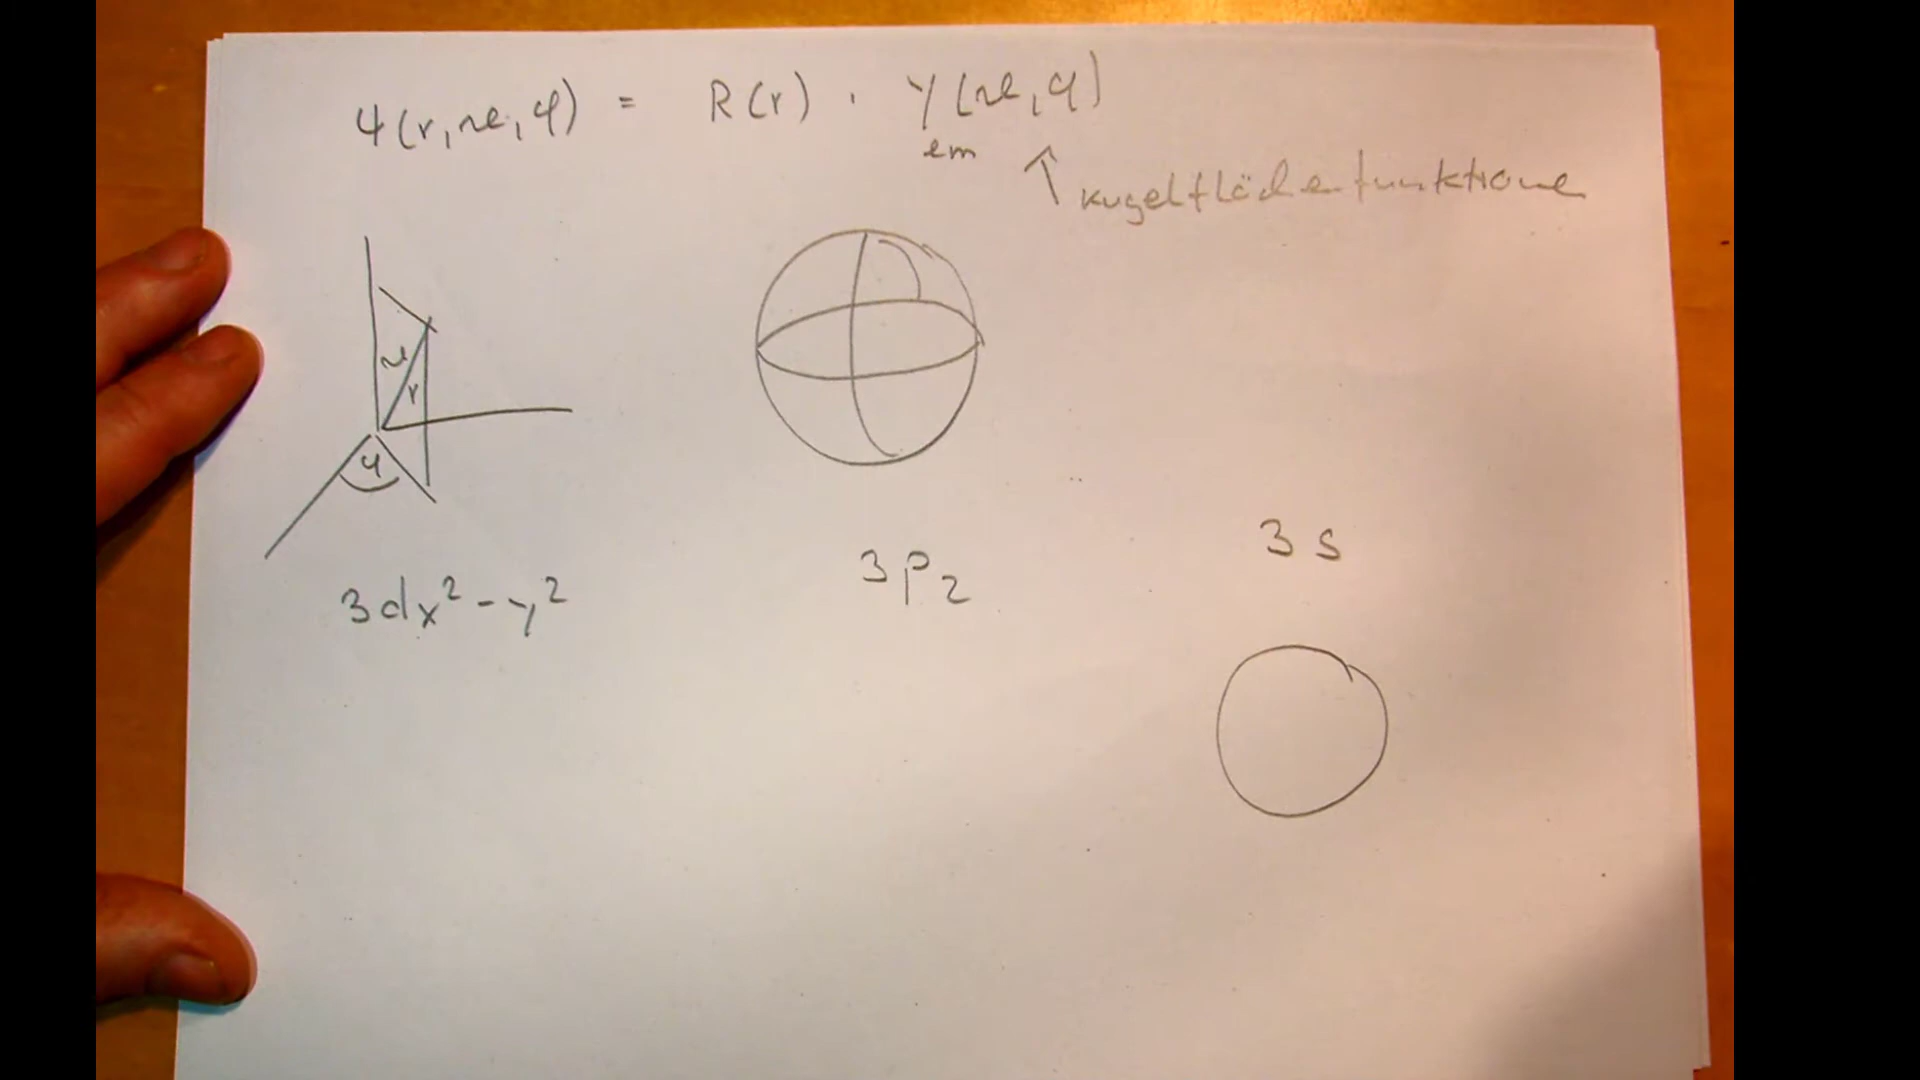 ψ(r,ϑ,φ) = R(r) · Y(ϑ,φ)
lm
↑ Kugelflächenfunktione
ϑ
r
φ
3s
3pz
3dx²-y²